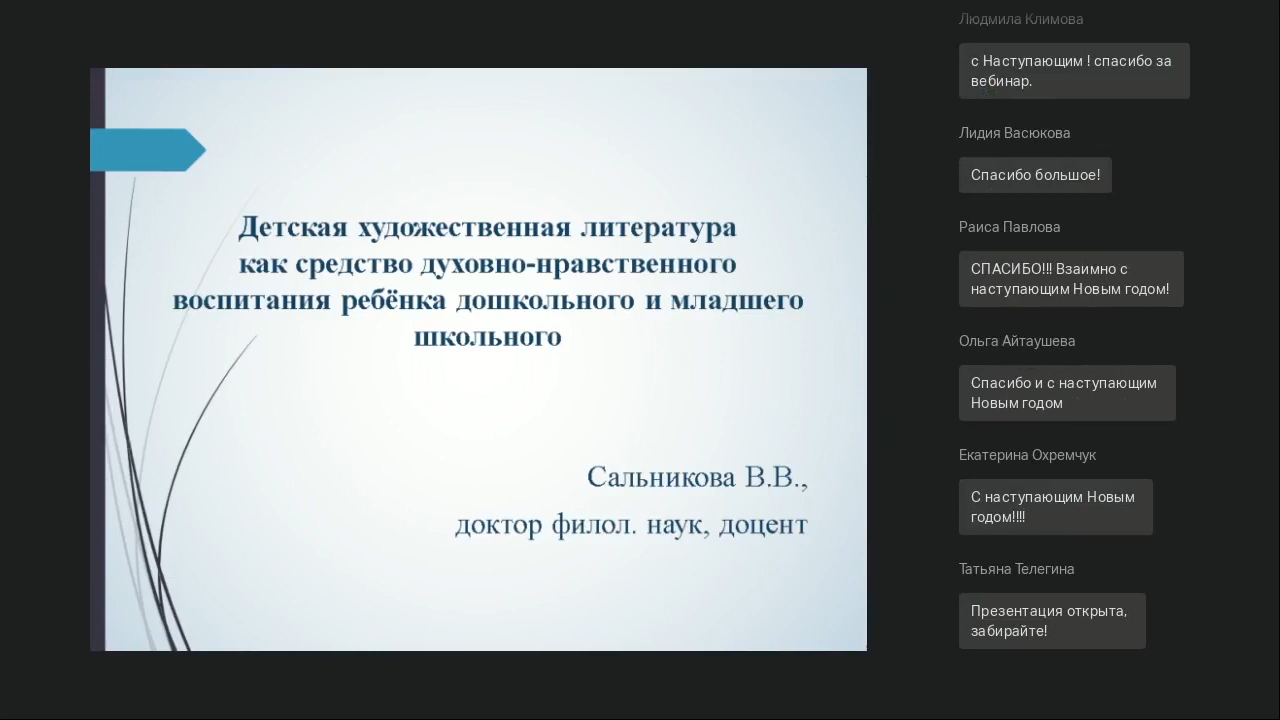 Детская художественная литература
как средство духовно-нравственного
воспитания ребёнка дошкольного и младшего
школьного
Сальникова В.В.,
доктор филол. наук, доцент
Людмила Климова
с Наступающим ! спасибо за
вебинар.
Лидия Васюкова
Спасибо большое!
Раиса Павлова
СПАСИБО!!! Взаимно с
наступающим Новым годом!
Ольга Айтаушева
Спасибо и с наступающим
Новым годом
Екатерина Охремчук
С наступающим Новым
годом!!!!
Татьяна Телегина
Презентация открыта,
забирайте!